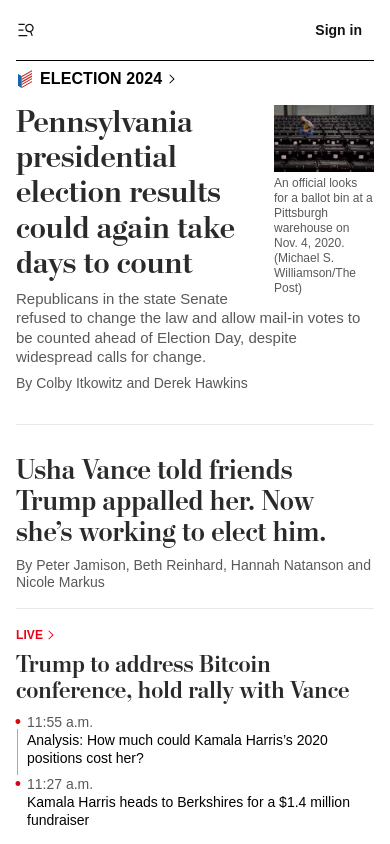 Sign in
ELECTION 2024
Pennsylvania
presidential
election results
could again take
days to count
An official looks
for a ballot bin at a
Pittsburgh
warehouse on
Nov. 4, 2020.
(Michael S.
Williamson/The
Post)
Republicans in the state Senate
refused to change the law and allow mail-in votes to
be counted ahead of Election Day, despite
widespread calls for change.
By Colby Itkowitz and Derek Hawkins
Usha Vance told friends
Trump appalled her. Now
she’s working to elect him.
By Peter Jamison, Beth Reinhard, Hannah Natanson and
Nicole Markus
LIVE
Trump to address Bitcoin
conference, hold rally with Vance
11:55 a.m.
Analysis: How much could Kamala Harris’s 2020
positions cost her?
11:27 a.m.
Kamala Harris heads to Berkshires for a $1.4 million
fundraiser